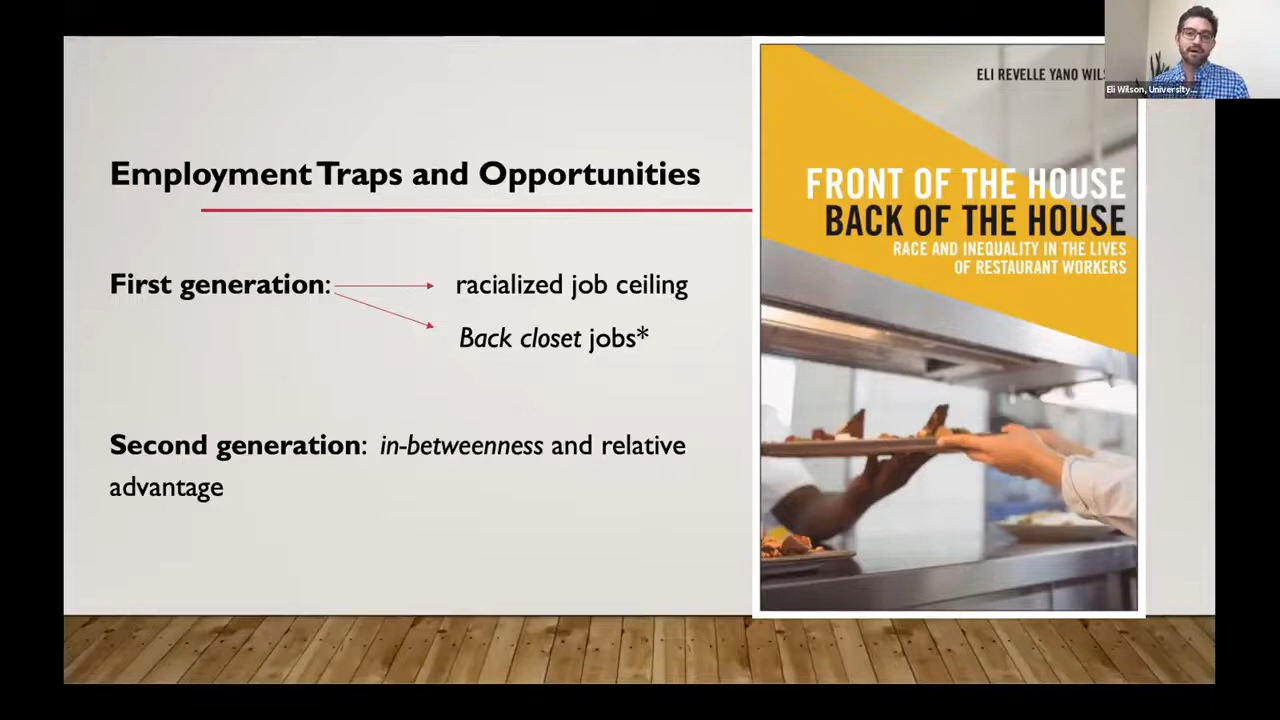 Employment Traps and Opportunities
First generation:
racialized job ceiling
Back closet jobs*
Second generation: in-betweenness and relative
advantage
ELI REVELLE YANO
FRONT OF THE HOUSE
BACK OF THE HOUSE
RACE AND INEQUALITY IN THE LIVES
OF RESTAURANT WORKERS
Eli Wilson, University...